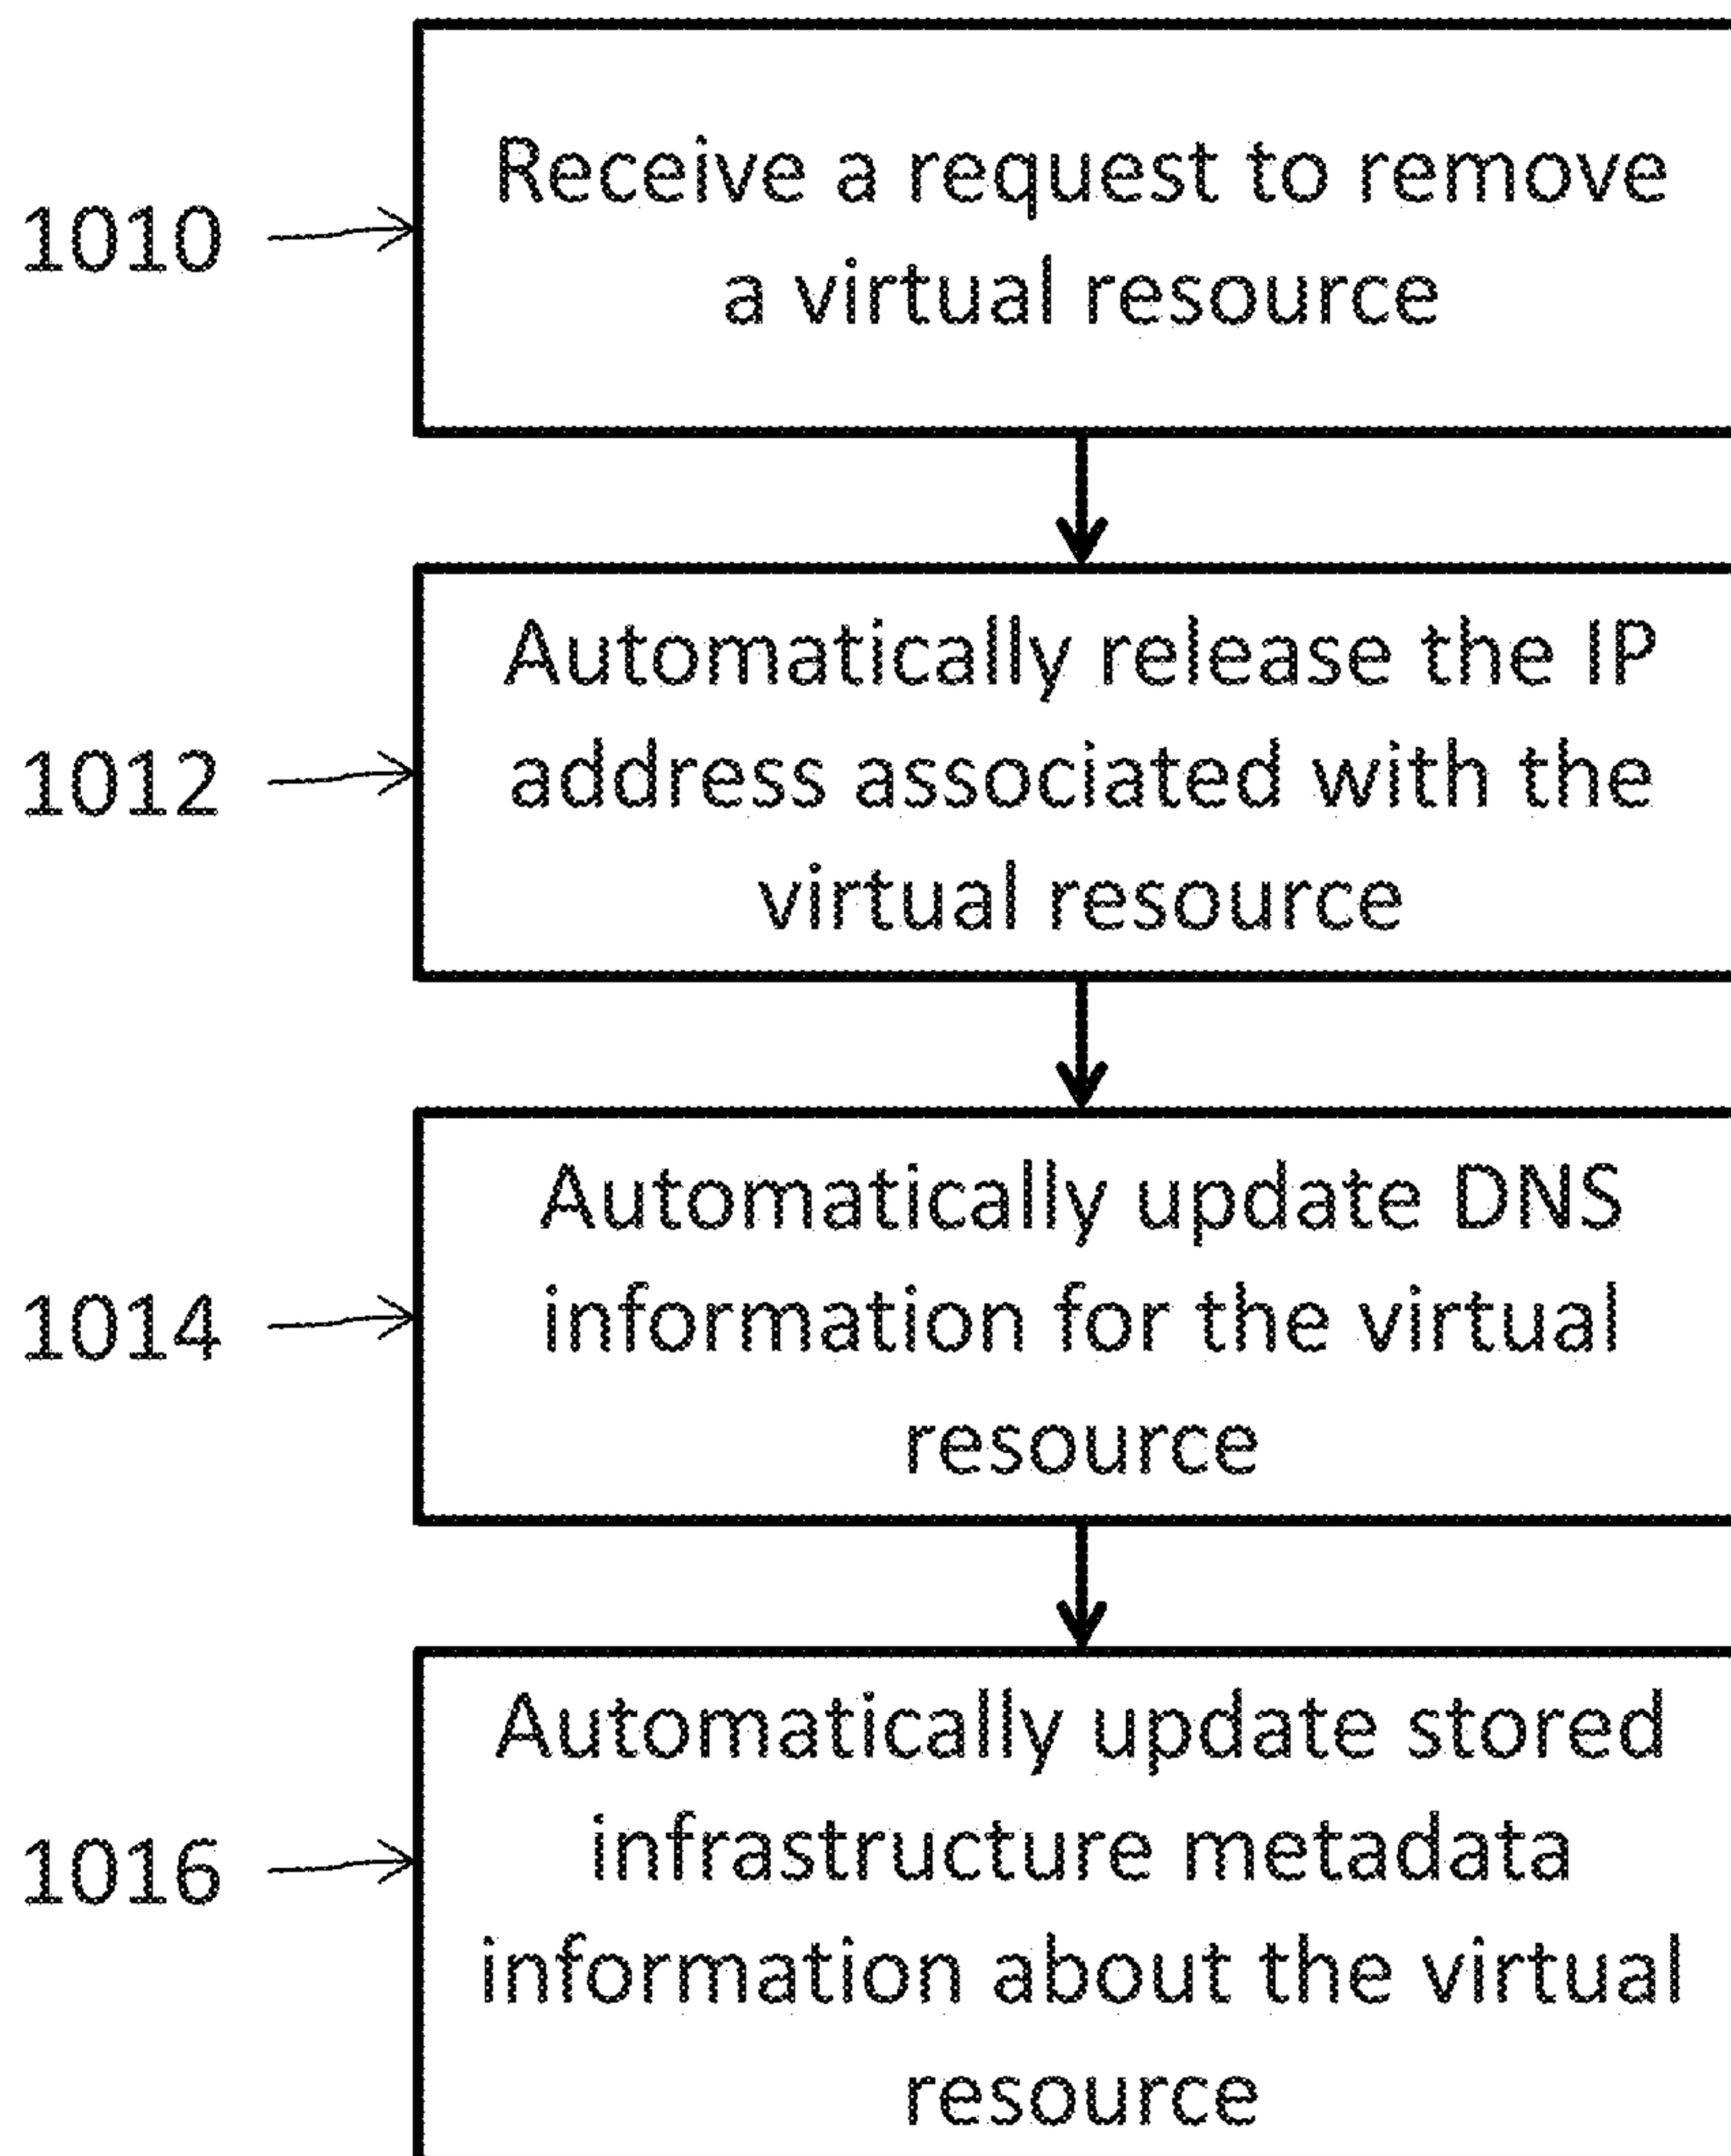 Receive a request to remove
1010
a virtual resource
Automatically release the IP
1012
address associated with the
virtual resource
Automatically update DNS
1014
information for the virtual
resource
Automatically update stored
infrastructure metadata
1016
information about the virtual
resource